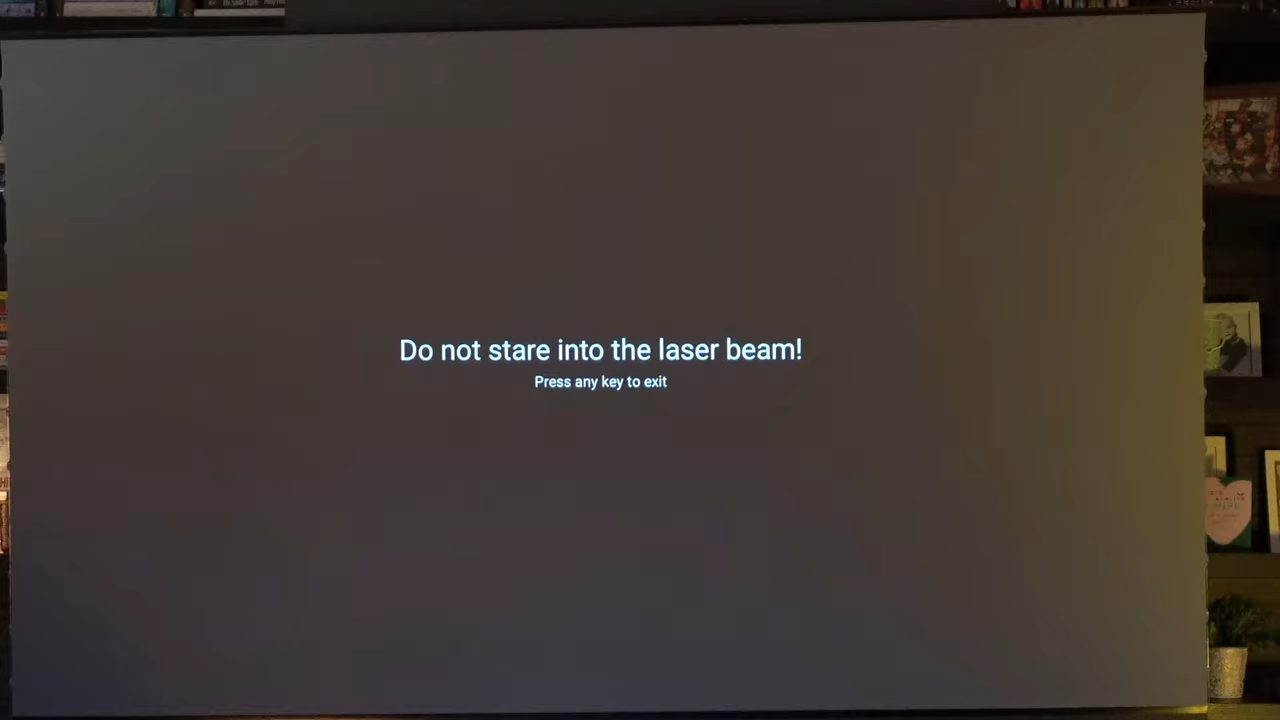 Do not stare into the laser beam!
Press any key to exit